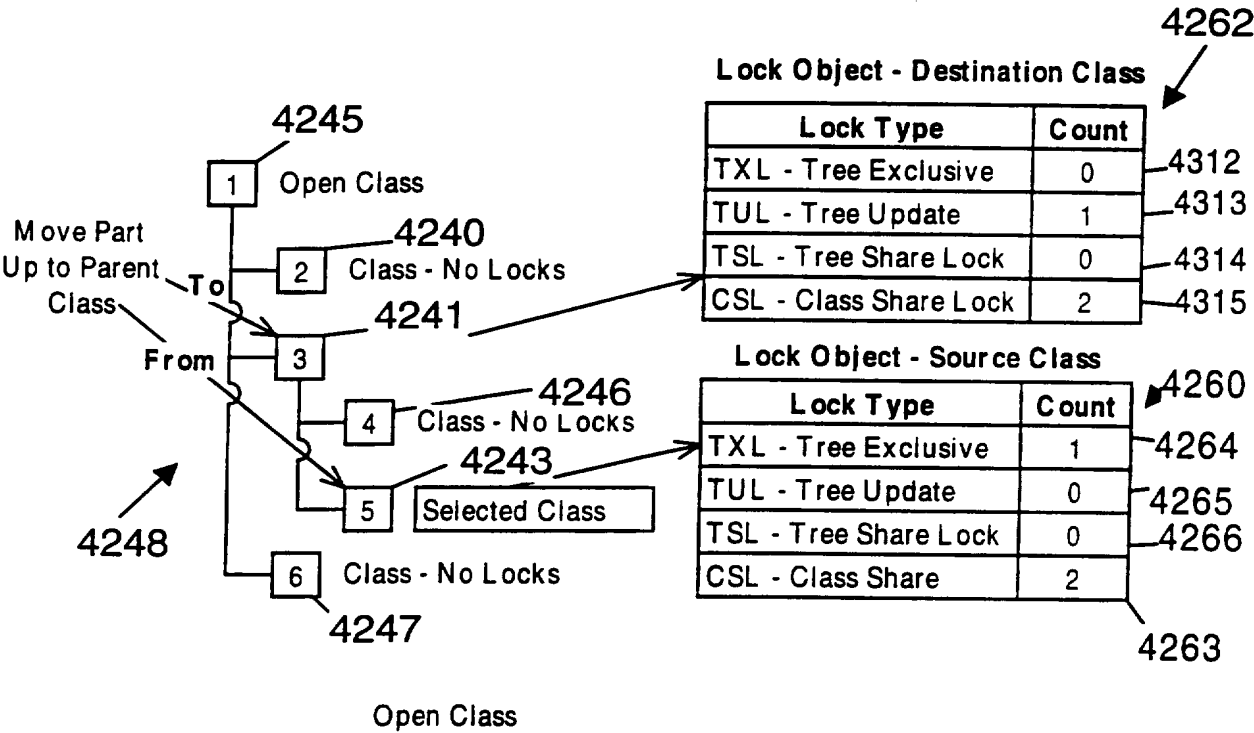 4262
Lock Object - Destination Class
Lock Type Count
TXL - Tree Exclusive 0 4312
TUL - Tree Update 1 4313
TSL - Tree Share Lock 0 4314
CSL - Class Share Lock 2 4315
4245
1 Open Class
4240
2 Class - No Locks
Move Part
Up to Parent
Class
To
4241
3
From
4246
4 Class - No Locks
4243
5 Selected Class
4248
6 Class - No Locks
4247
Lock Object - Source Class
4260
Lock Type Count
TXL - Tree Exclusive 1 4264
TUL - Tree Update 0 4265
TSL - Tree Share Lock 0 4266
CSL - Class Share 2
4263
Open Class